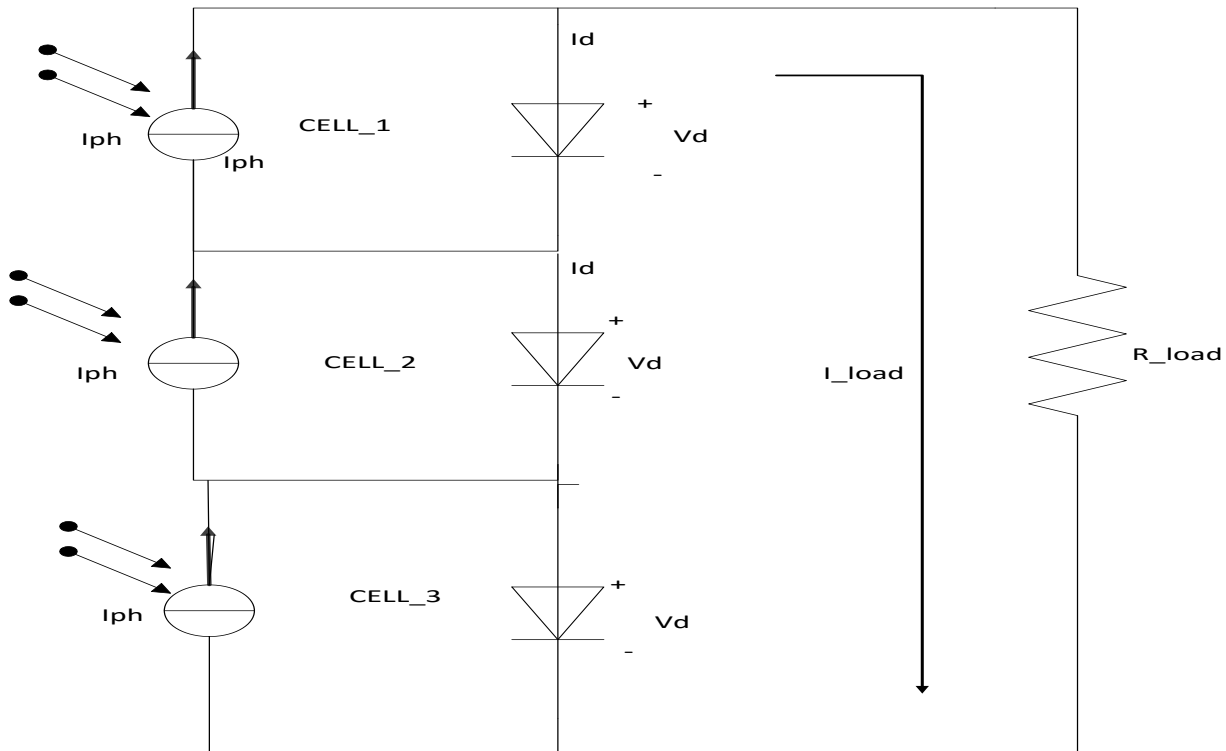 Id
CELL_1
+
Iph
Vd
Iph
-
Id
+
CELL_2
Vd
Iph
I_load
R_load
-
CELL_3
+
Iph
Vd
-